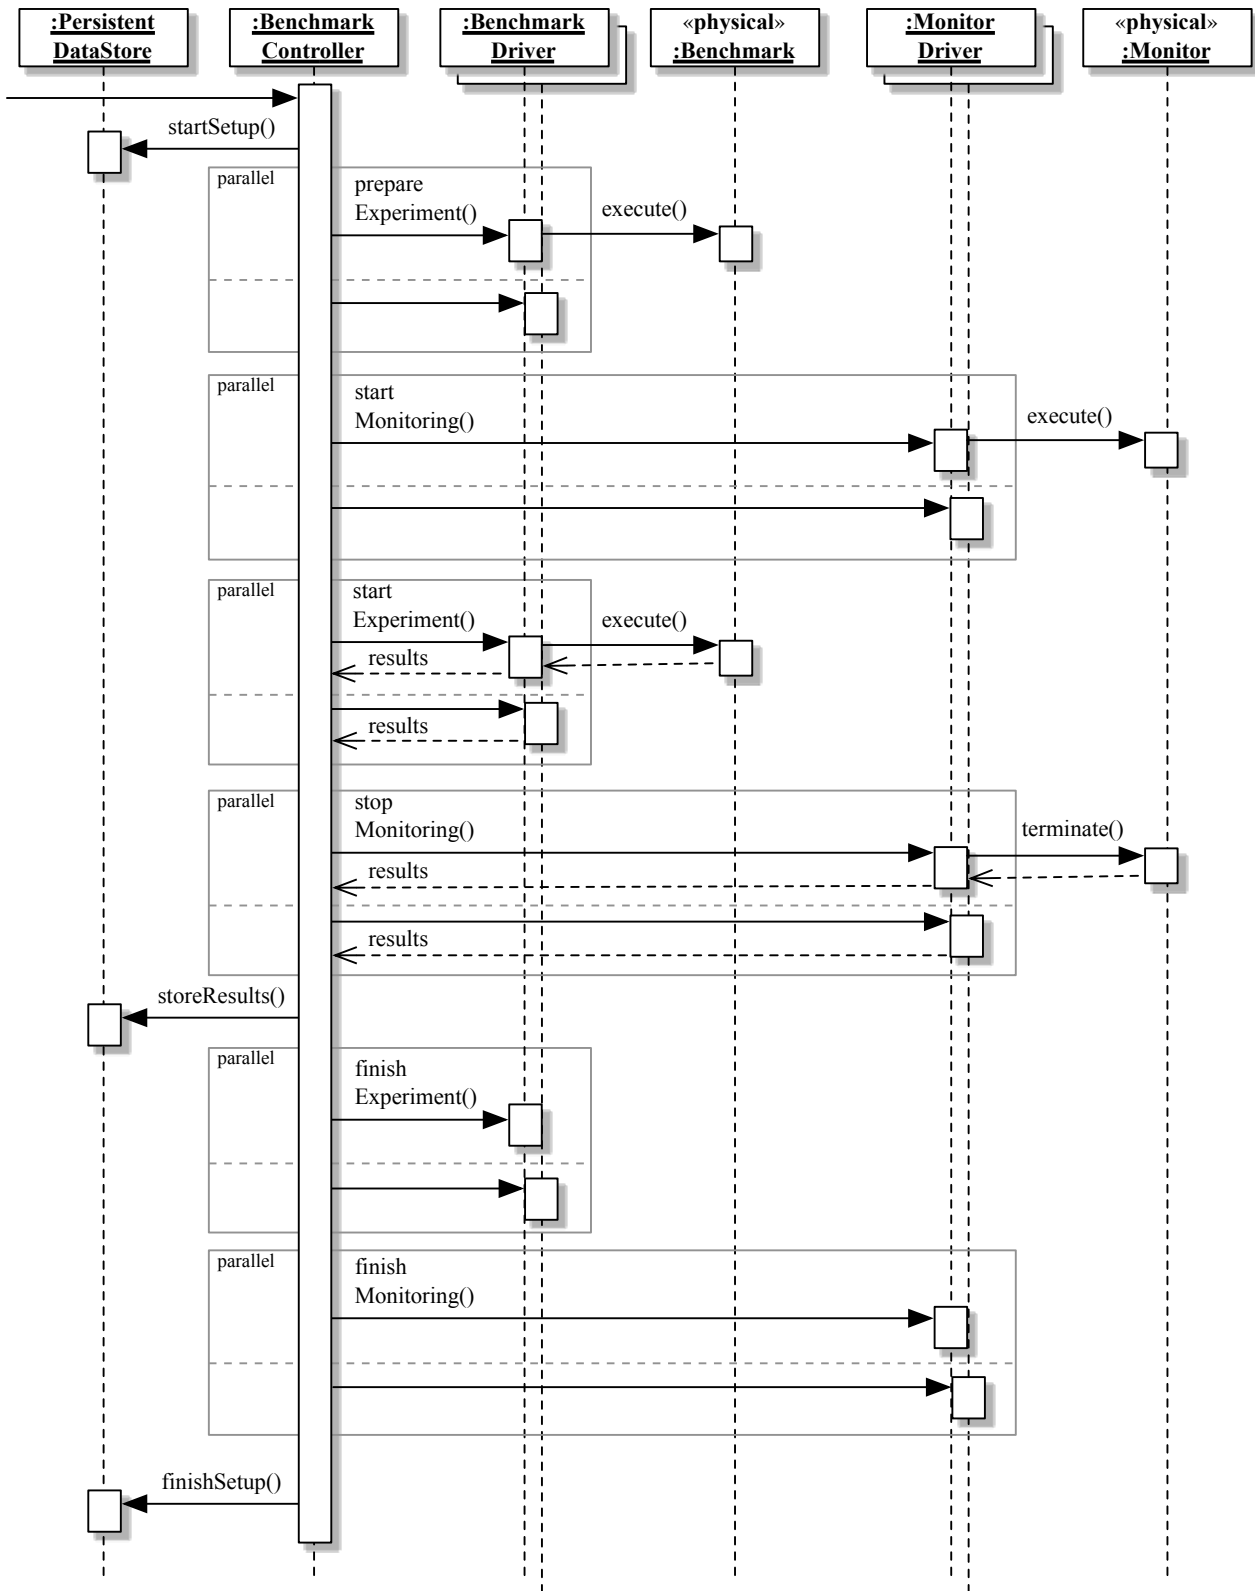 :Persistent
DataStore
:Benchmark
Controller
:Benchmark
Driver
«physical»
:Benchmark
:Monitor
Driver
«physical»
:Monitor
startSetup()
parallel
prepare
Experiment()
execute()
parallel
start
Monitoring()
execute()
parallel
start
Experiment()
execute()
results
results
parallel
stop
Monitoring()
terminate()
results
results
storeResults()
parallel
finish
Experiment()
parallel
finish
Monitoring()
finishSetup()